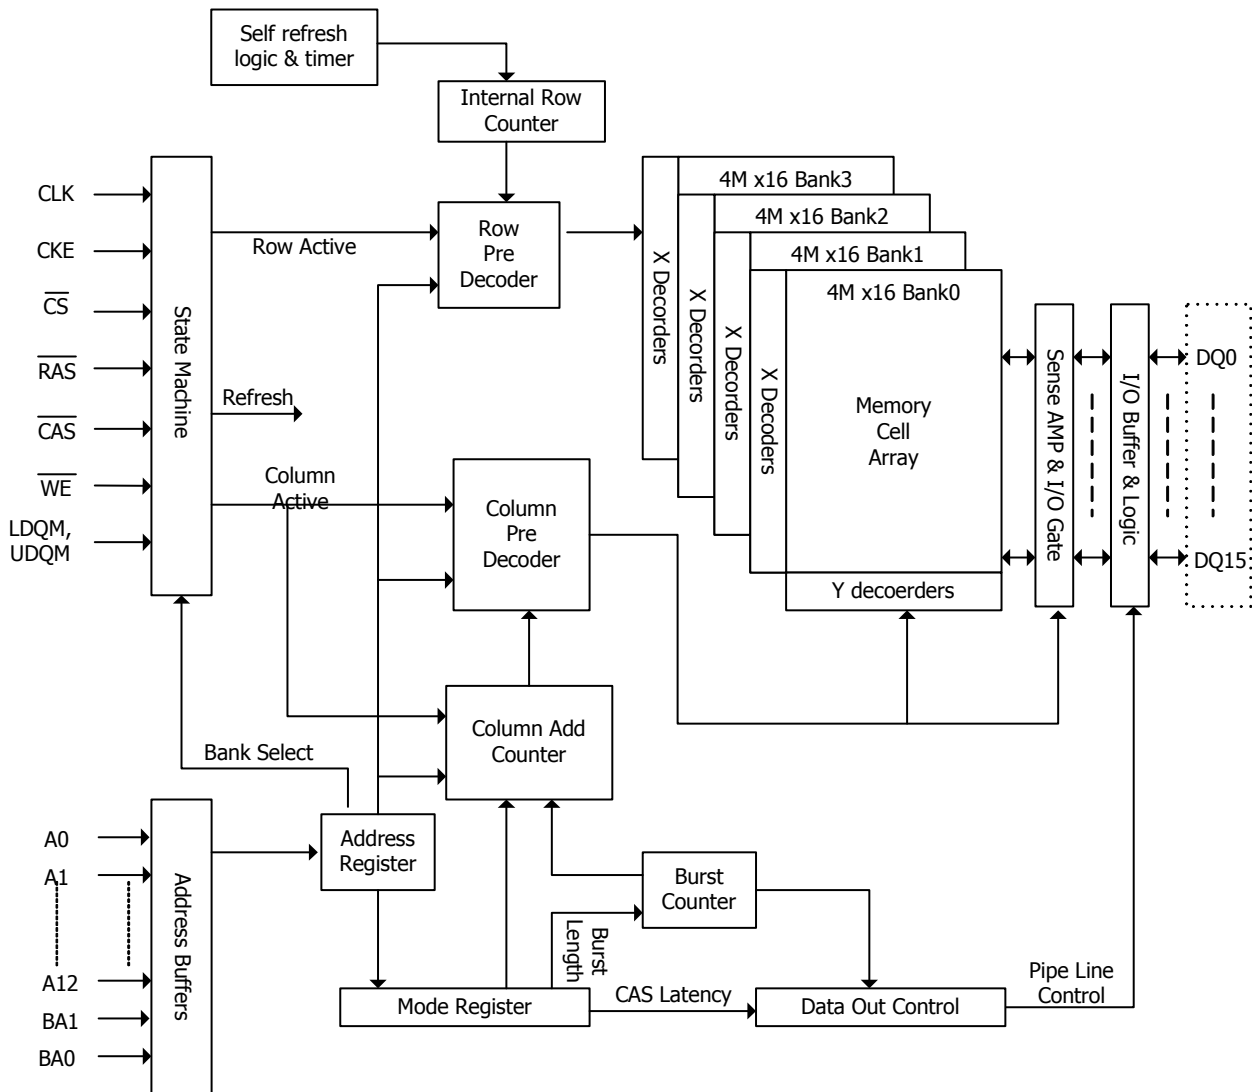 Self refresh
logic & timer
Internal Row
Counter
CLK
CKE
CS
RAS
CAS
WE
LDQM,
UDQM
State Machine
Row Active
Refresh
Column
Active
Row
Pre
Decoder
Column
Pre
Decoder
Column Add
Counter
X Decorders
X Decorders
X Decorders
X Decoders
4M x16 Bank3
4M x16 Bank2
4M x16 Bank1
4M x16 Bank0
Memory
Cell
Array
Y decoerders
Sense AMP & I/O Gate
I/O Buffer & Logic
DQ0
DQ15
Bank Select
A0
A1
A12
BA1
BA0
Address Buffers
Address
Register
Mode Register
Burst
Length
Burst
Counter
CAS Latency
Data Out Control
Pipe Line
Control